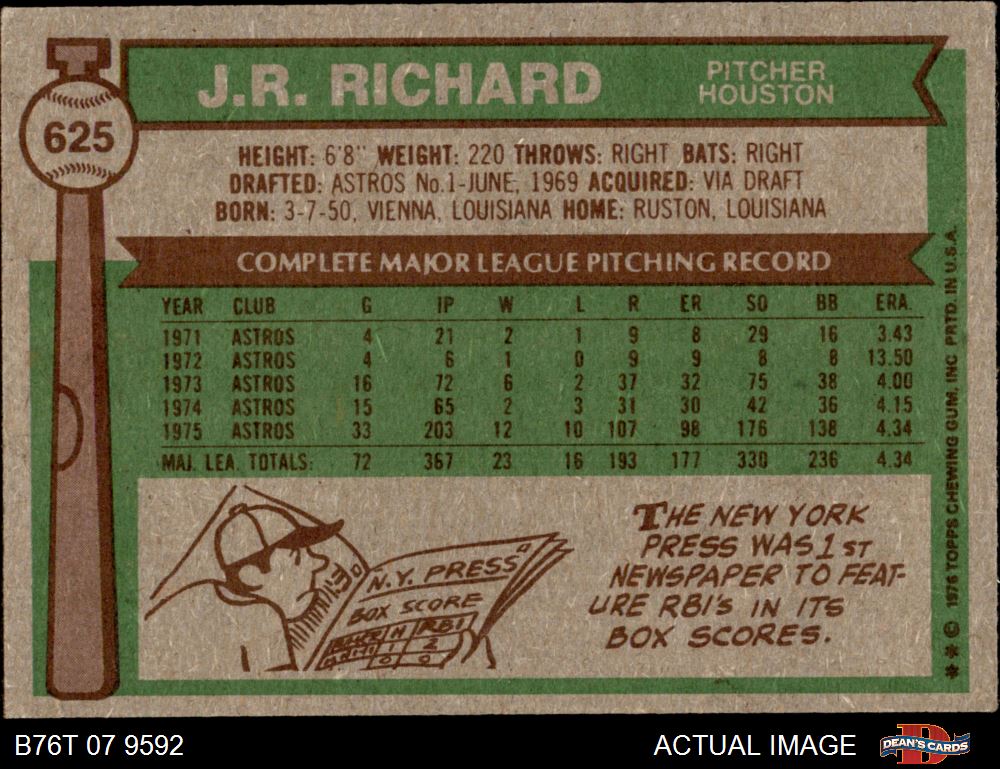 J.R. RICHARD
PITCHER
HOUSTON
625
HEIGHT: 6'8" WEIGHT: 220 THROWS: RIGHT BATS: RIGHT
DRAFTED: ASTROS No.1-JUNE, 1969 ACQUIRED: VIA DRAFT
BORN: 3-7-50, VIENNA, LOUISIANA HOME: RUSTON, LOUISIANA
COMPLETE MAJOR LEAGUE PITCHING RECORD
YEAR CLUB G IP W L R ER SO BB ERA.
1971 ASTROS 4 21 2 1 9 8 29 16 3.43
1972 ASTROS 4 6 1 0 9 9 8 8 13.50
1973 ASTROS 16 72 6 2 37 32 75 38 4.00
1974 ASTROS 15 65 2 3 31 30 42 36 4.15
1975 ASTROS 33 203 12 10 107 98 176 138 4.34
MAJ. LEA. TOTALS: 72 367 23 16 193 177 330 236 4.34
N.Y. PRESS
BOX SCORE
H RBI
1 2
0 0
THE NEW YORK
PRESS WAS 1 ST
NEWSPAPER TO FEAT-
URE RBI'S IN ITS
BOX SCORES.
** © 1976 TOPPS CHEWING GUM, INC PRTD. IN U.S.A.
B76T 07 9592
ACTUAL IMAGE
DEAN'S CARDS